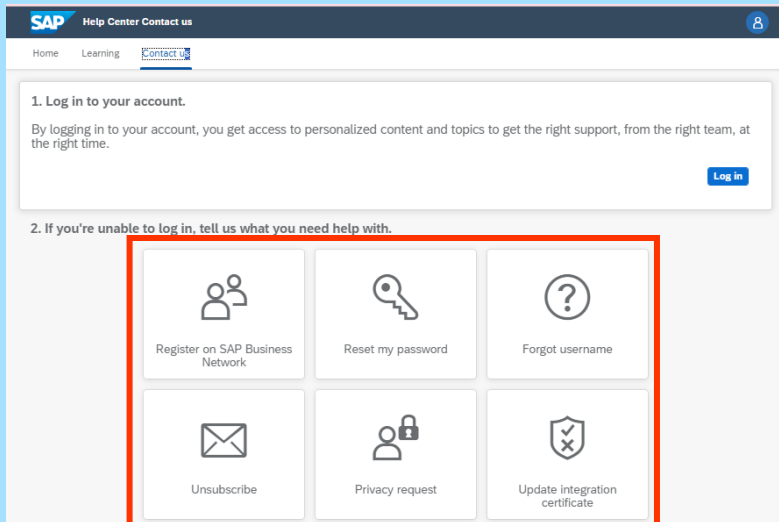 SAP Help Center Contact us
Home Learning Contact us
1. Log in to your account.
By logging in to your account, you get access to personalized content and topics to get the right support, from the right team, at
the right time.
Log in
2. If you're unable to log in, tell us what you need help with.
Register on SAP Business
Network
Reset my password
Forgot username
Unsubscribe
Privacy request
Update integration
certificate